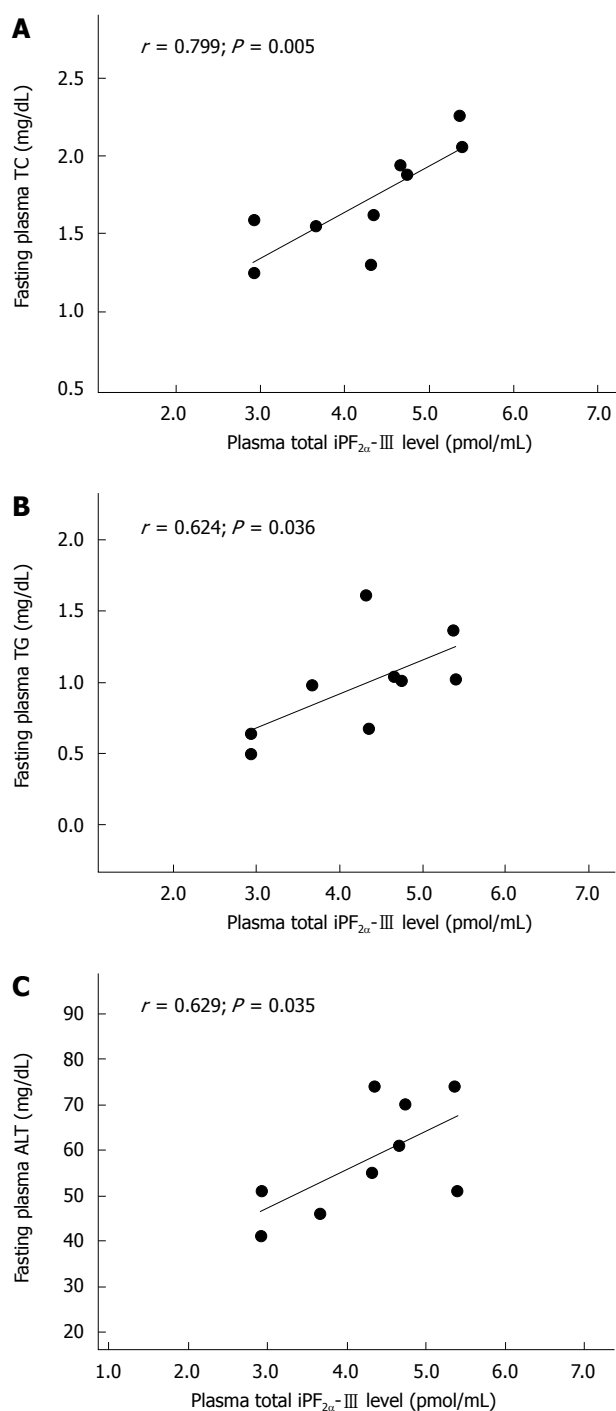 A
r = 0.799; P = 0.005
Fasting plasma TC (mg/dL)
2.5
2.0
1.5
1.0
0.5
2.0 3.0 4.0 5.0 6.0 7.0
Plasma total iPF2α-Ⅲ level (pmol/mL)
B
r = 0.624; P = 0.036
Fasting plasma TG (mg/dL)
2.0
1.5
1.0
0.5
0.0
2.0 3.0 4.0 5.0 6.0 7.0
Plasma total iPF2α-Ⅲ level (pmol/mL)
C
r = 0.629; P = 0.035
Fasting plasma ALT (mg/dL)
90
80
70
60
50
40
30
20
1.0 2.0 3.0 4.0 5.0 6.0 7.0
Plasma total iPF2α-Ⅲ level (pmol/mL)